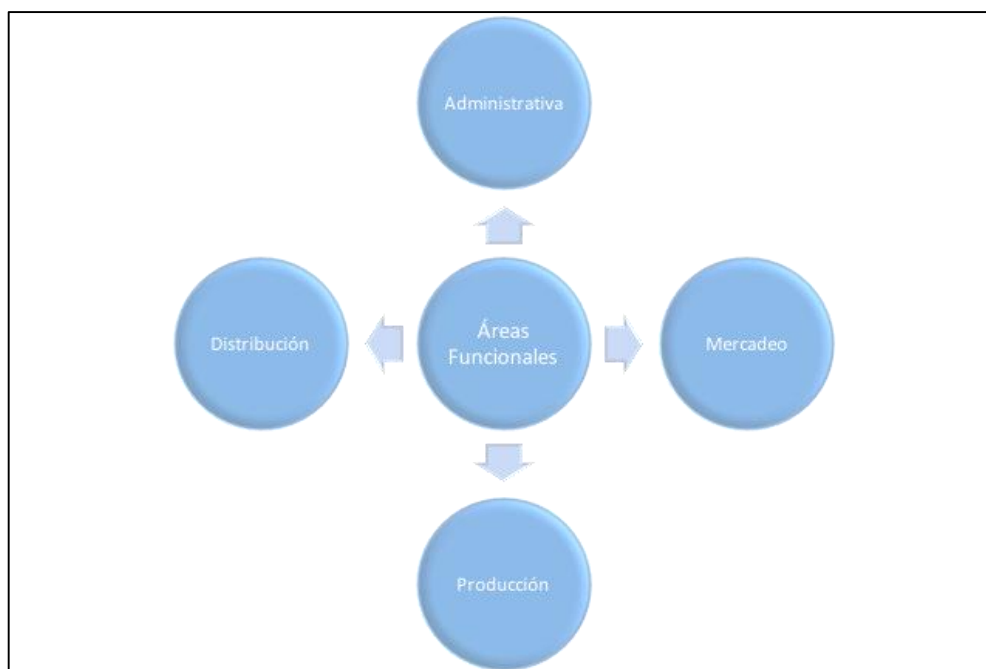 Administrativa
Distribución
Áreas
Funcionales
Mercadeo
Producción